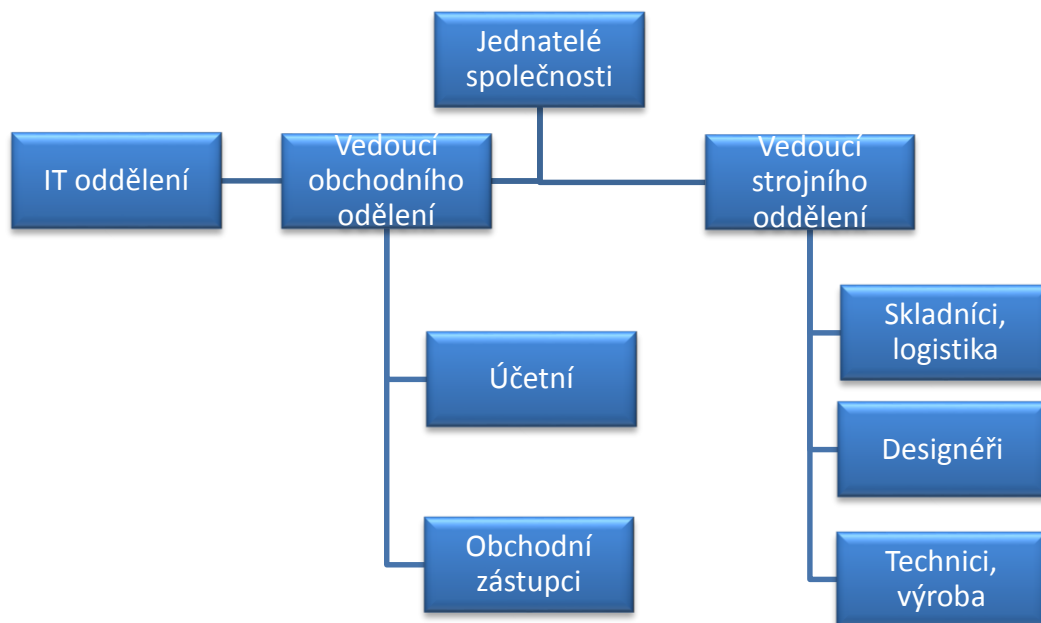 Jednatelé
společnosti
IT oddělení
Vedoucí
obchodního
odělení
Vedoucí
strojního
oddělení
Účetní
Obchodní
zástupci
Skladníci,
logistika
Designéři
Technici,
výroba